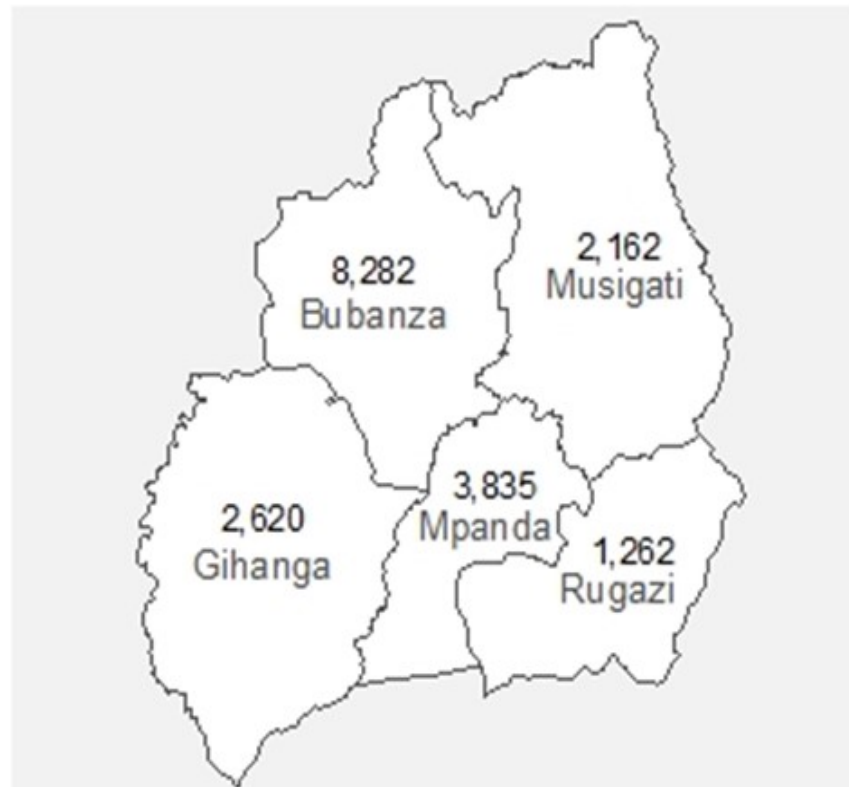 2,162
Musigati
8,282
Bubanza
3,835
Mpanda
2,620
Gihanga
1,262
Rugazi